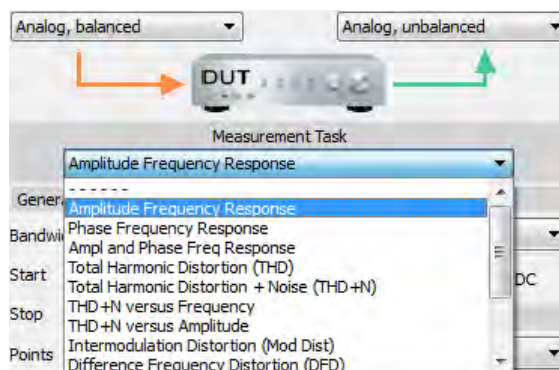 Analog, balanced
Analog, unbalanced
DUT
Measurement Task
Amplitude Frequency Response
- - - - - -
Amplitude Frequency Response
Phase Frequency Response
Ampl and Phase Freq Response
Total Harmonic Distortion (THD)
Total Harmonic Distortion + Noise (THD+N)
THD+N versus Frequency
THD+N versus Amplitude
Intermodulation Distortion (Mod Dist)
Difference Frequency Distortion (DFD)
Gener
Bandwi
Start
DC
Stop
Points